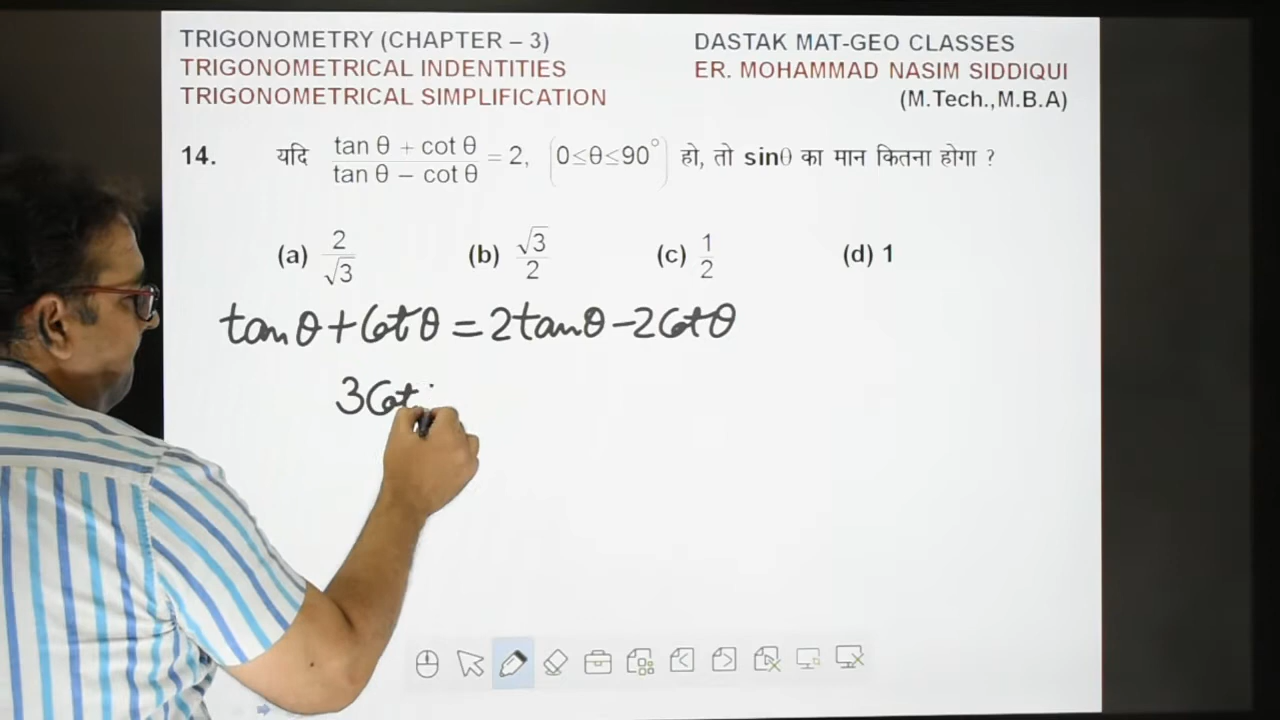 TRIGONOMETRY (CHAPTER – 3)
DASTAK MAT-GEO CLASSES
TRIGONOMETRICAL INDENTITIES
ER. MOHAMMAD NASIM SIDDIQUI
TRIGONOMETRICAL SIMPLIFICATION
(M.Tech.,M.B.A)
14. यदि (tan θ + cot θ)/(tan θ – cot θ) = 2, (0≤θ≤90°) हो, तो sinθ का मान कितना होगा ?
(a) 2/√3 (b) √3/2 (c) 1/2 (d) 1
tanθ + Cotθ = 2tanθ – 2Cotθ
3Cot